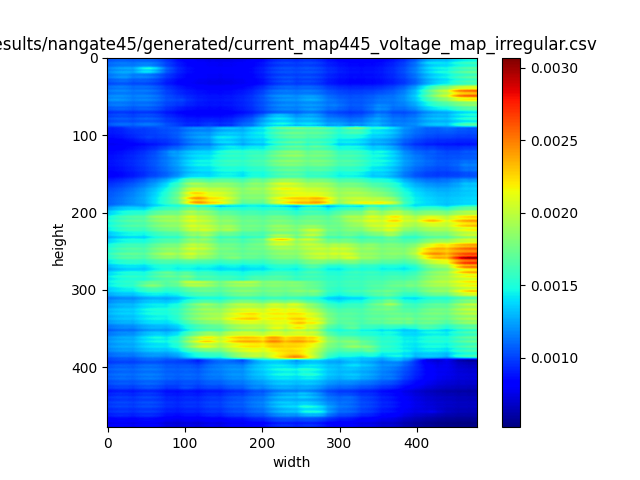 esults/nangate45/generated/current_map445_voltage_map_irregular.csv
0
100
200
300
400
height
0 100 200 300 400
width
0.0030
0.0025
0.0020
0.0015
0.0010